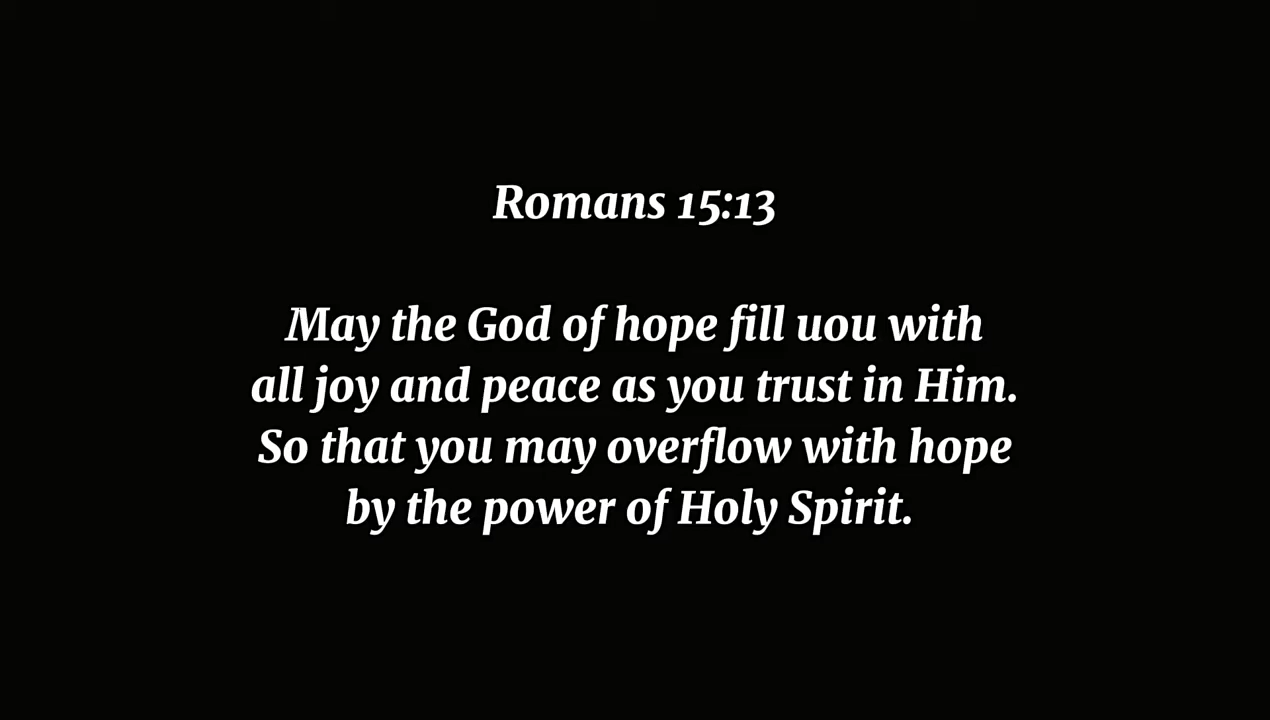 Romans 15:13
May the God of hope fill uou with
all joy and peace as you trust in Him.
So that you may overflow with hope
by the power of Holy Spirit.